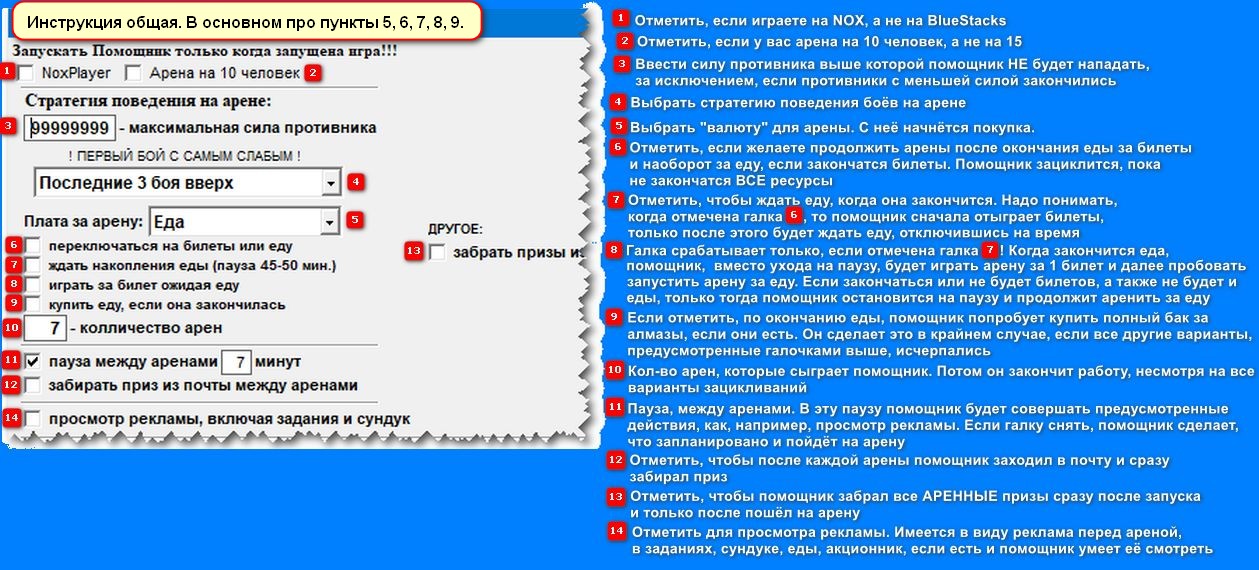 Инструкция общая. В основном про пункты 5, 6, 7, 8, 9.
Запускать Помощник только когда запущена игра!!!
1 NoxPlayer Арена на 10 человек 2
Стратегия поведения на арене:
3 99999999 - максимальная сила противника
! ПЕРВЫЙ БОЙ С САМЫМ СЛАБЫМ !
Последние 3 боя вверх 4
Плата за арену: Еда 5
6 переключаться на билеты или еду
7 ждать накопления еды (пауза 45-50 мин.)
8 играть за билет ожидая еду
9 купить еду, если она закончилась
10 7 - колличество арен
11 пауза между аренами 7 минут
12 забирать приз из почты между аренами
14 просмотр рекламы, включая задания и сундук
ДРУГОЕ:
13 забрать призы из
1 Отметить, если играете на NOX, а не на BlueStacks
2 Отметить, если у вас арена на 10 человек, а не на 15
3 Ввести силу противника выше которой помощник НЕ будет нападать,
за исключением, если противники с меньшей силой закончились
4 Выбрать стратегию поведения боёв на арене
5 Выбрать "валюту" для арены. С неё начнётся покупка.
6 Отметить, если желаете продолжить арены после окончания еды за билеты
и наоборот за еду, если закончатся билеты. Помощник зациклится, пока
не закончатся ВСЕ ресурсы
7 Отметить, чтобы ждать еду, когда она закончится. Надо понимать,
когда отмечена галка 6, то помощник сначала отыграет билеты,
только после этого будет ждать еду, отключившись на время
8 Галка срабатывает только, если отмечена галка 7! Когда закончится еда,
помощник, вместо ухода на паузу, будет играть арену за 1 билет и далее пробовать
запустить арену за еду. Если закончаться или не будет билетов, а также не будет и
еды, только тогда помощник остановится на паузу и продолжит аренить за еду
9 Если отметить, по окончанию еды, помощник попробует купить полный бак за
алмазы, если они есть. Он сделает это в крайнем случае, если все другие варианты,
предусмотренные галочками выше, исчерпались
10 Кол-во арен, которые сыграет помощник. Потом он закончит работу, несмотря на все
варианты зацикливаний
11 Пауза, между аренами. В эту паузу помощник будет совершать предусмотренные
действия, как, например, просмотр рекламы. Если галку снять, помощник сделает,
что запланировано и пойдёт на арену
12 Отметить, чтобы после каждой арены помощник заходил в почту и сразу
забирал приз
13 Отметить, чтобы помощник забрал все АРЕННЫЕ призы сразу после запуска
и только после пошёл на арену
14 Отметить для просмотра рекламы. Имеется в виду реклама перед ареной,
в заданиях, сундуке, еды, акционник, если есть и помощник умеет её смотреть